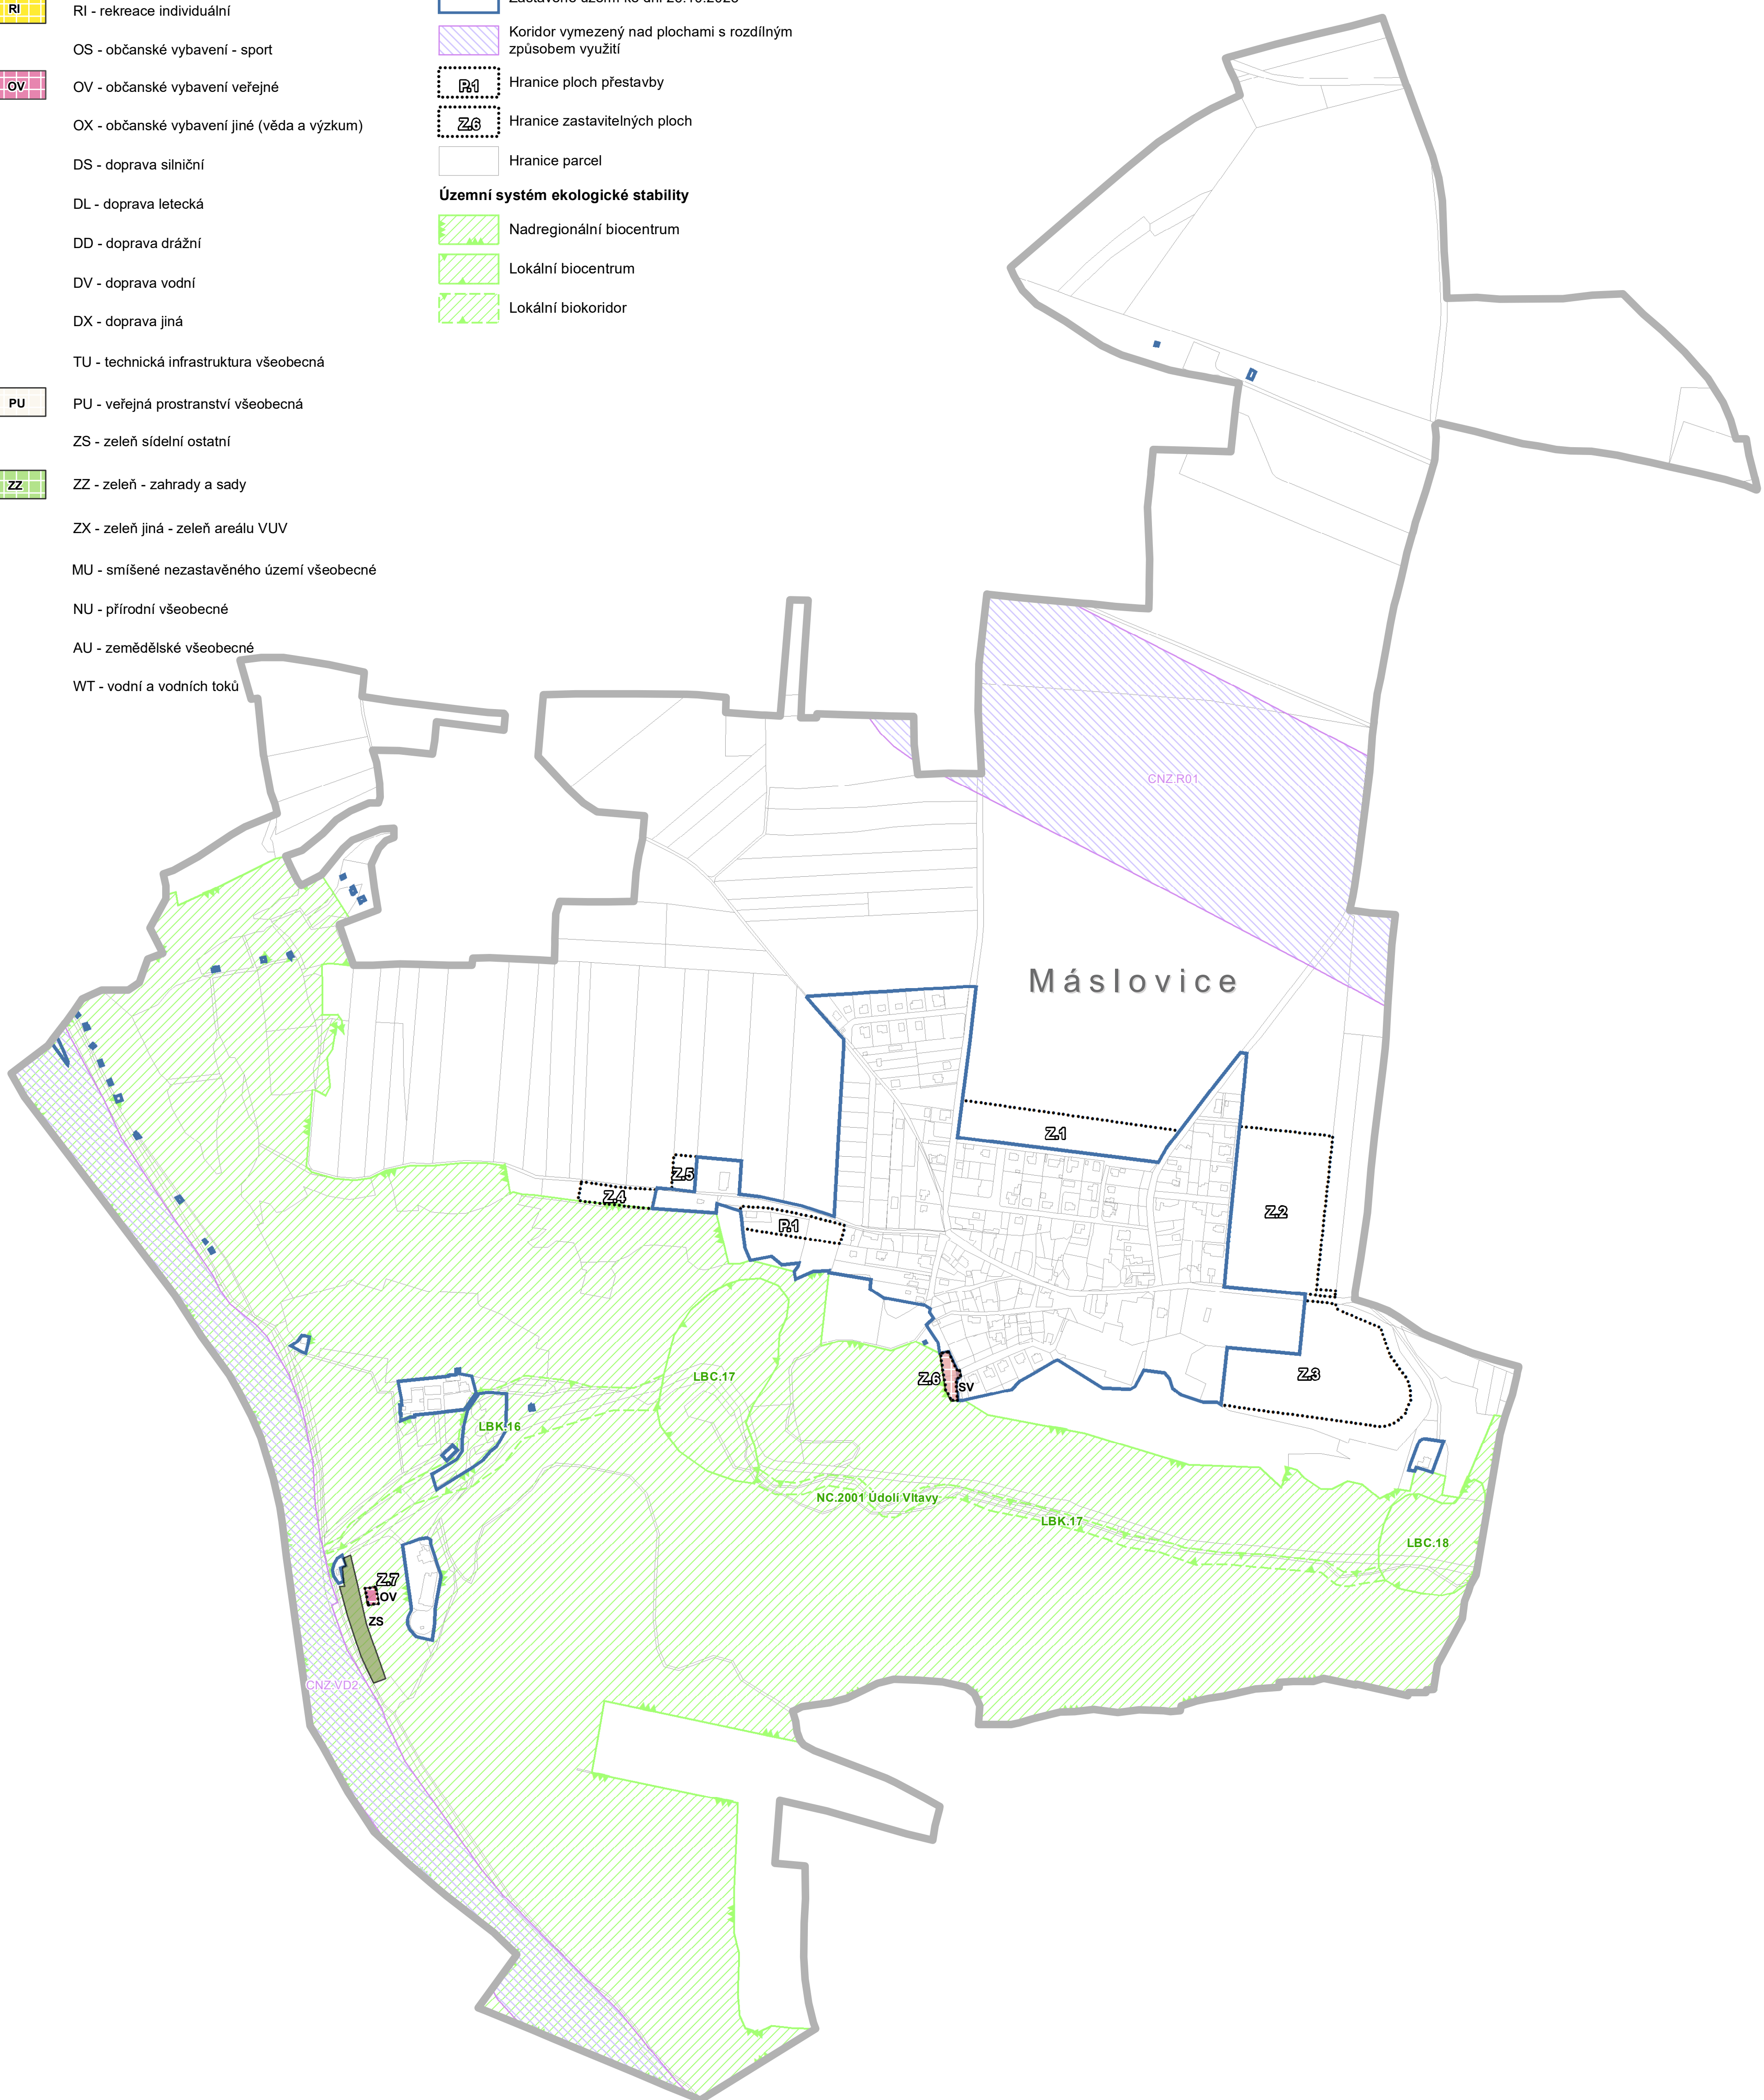 RI
RI - rekreace individuální
OS - občanské vybavení - sport
OV
OV - občanské vybavení veřejné
OX - občanské vybavení jiné (věda a výzkum)
DS - doprava silniční
DL - doprava letecká
DD - doprava drážní
DV - doprava vodní
DX - doprava jiná
TU - technická infrastruktura všeobecná
PU
PU - veřejná prostranství všeobecná
ZS - zeleň sídelní ostatní
ZZ
ZZ - zeleň - zahrady a sady
ZX - zeleň jiná - zeleň areálu VUV
MU - smíšené nezastavěného území všeobecné
NU - přírodní všeobecné
AU - zemědělské všeobecné
WT - vodní a vodních toků
Koridor vymezený nad plochami s rozdílným
způsobem využití
P.1
Hranice ploch přestavby
Z.6
Hranice zastavitelných ploch
Hranice parcel
Územní systém ekologické stability
Nadregionální biocentrum
Lokální biocentrum
Lokální biokoridor
CNZ.R01
Máslovice
Z.1
Z.5
Z.4
Z.2
P.1
Z.3
LBC.17
Z.6
SV
LBK.16
NC.2001 Údolí Vltavy
LBK.17
LBC.18
Z.7
OV
ZS
CNZ.VD2